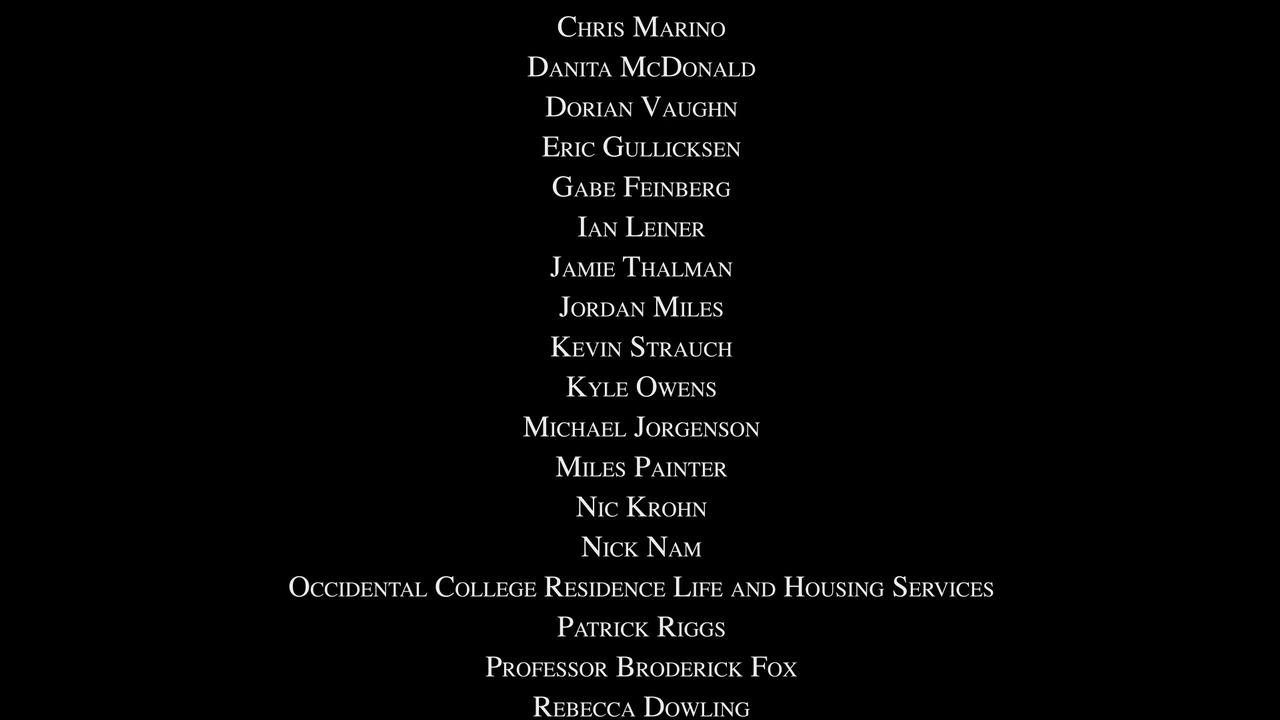 Chris Marino
Danita McDonald
Dorian Vaughn
Eric Gullicksen
Gabe Feinberg
Ian Leiner
Jamie Thalman
Jordan Miles
Kevin Strauch
Kyle Owens
Michael Jorgenson
Miles Painter
Nic Krohn
Nick Nam
Occidental College Residence Life and Housing Services
Patrick Riggs
Professor Broderick Fox
Rebecca Dowling